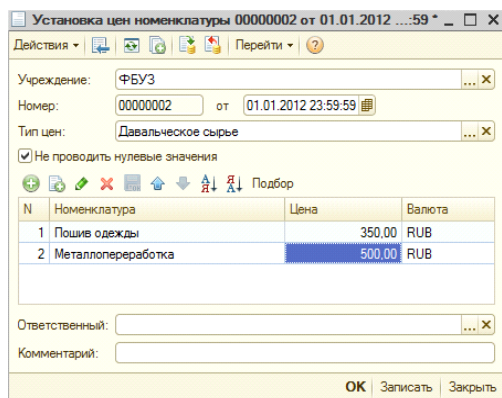 Установка цен номенклатуры 00000002 от 01.01.2012 ...:59 *
Действия Перейти
Учреждение: ФБУЗ
Номер: 00000002 от 01.01.2012 23:59:59
Тип цен: Давальческое сырье
Не проводить нулевые значения
Подбор
N Номенклатура Цена Валюта
1 Пошив одежды 350,00 RUB
2 Металлопереработка 500,00 RUB
Ответственный:
Комментарий:
OK Записать Закрыть